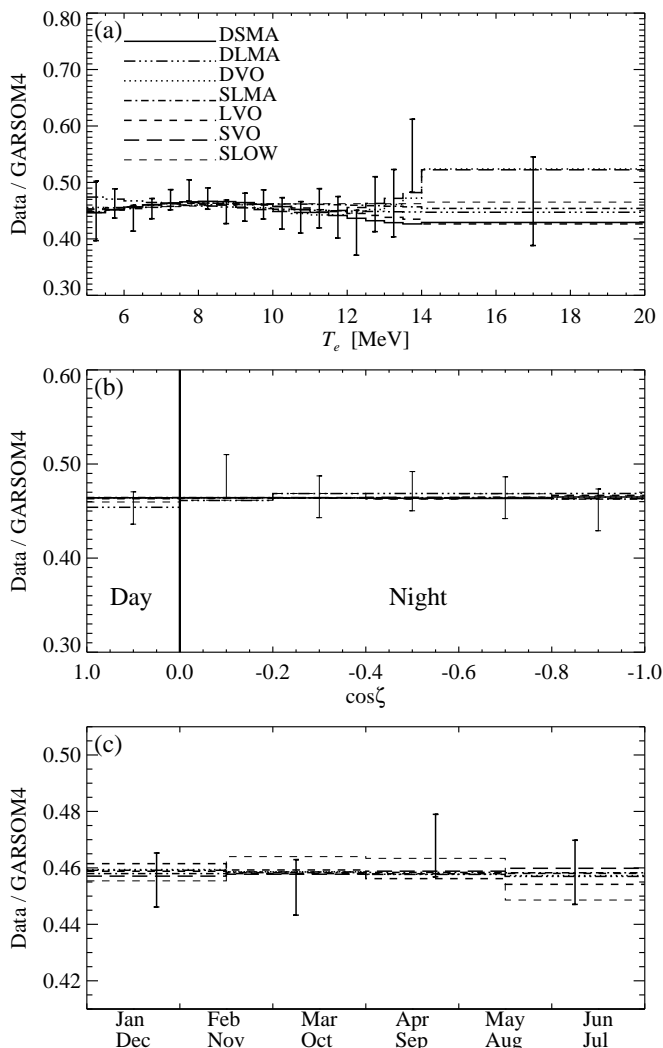 (a)
DSMA
DLMA
DVO
SLMA
LVO
SVO
SLOW
0.80
0.70
0.60
0.50
0.40
0.30
Data / GARSOM4
6 8 10 12 14 16 18 20
Te [MeV]
(b)
0.60
0.50
0.40
0.30
Data / GARSOM4
Day
Night
1.0 0.0 -0.2 -0.4 -0.6 -0.8 -1.0
cosζ
(c)
0.50
0.48
0.46
0.44
0.42
Data / GARSOM4
Jan Feb Mar Apr May Jun
Dec Nov Oct Sep Aug Jul